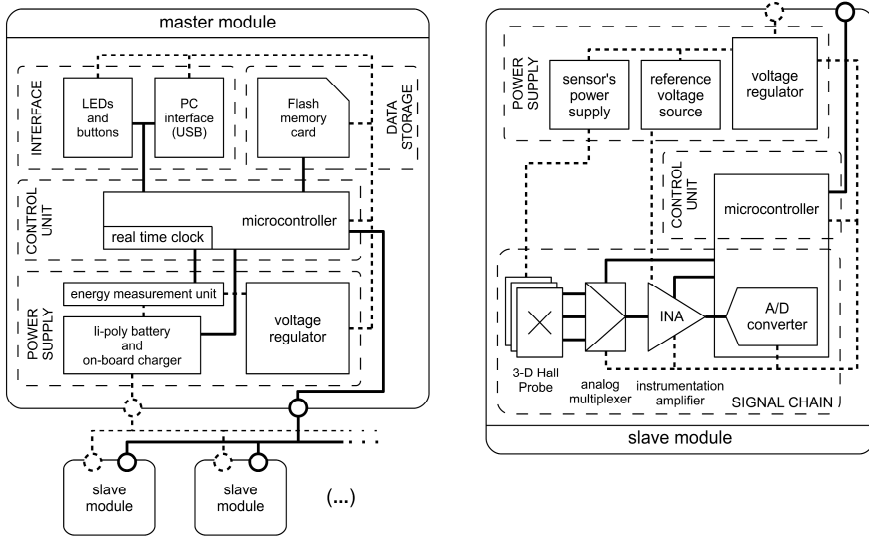 master module
INTERFACE
LEDs
and
buttons
PC
interface
(USB)
Flash
memory
card
DATA
STORAGE
CONTROL
UNIT
microcontroller
real time clock
POWER
SUPPLY
energy measurement unit
li-poly battery
and
on-board charger
voltage
regulator
slave
module
slave
module
(...)
POWER
SUPPLY
sensor's
power
supply
reference
voltage
source
voltage
regulator
CONTROL
UNIT
microcontroller
INA
A/D
converter
3-D Hall
Probe
analog
multiplexer
instrumentation
amplifier
SIGNAL CHAIN
slave module